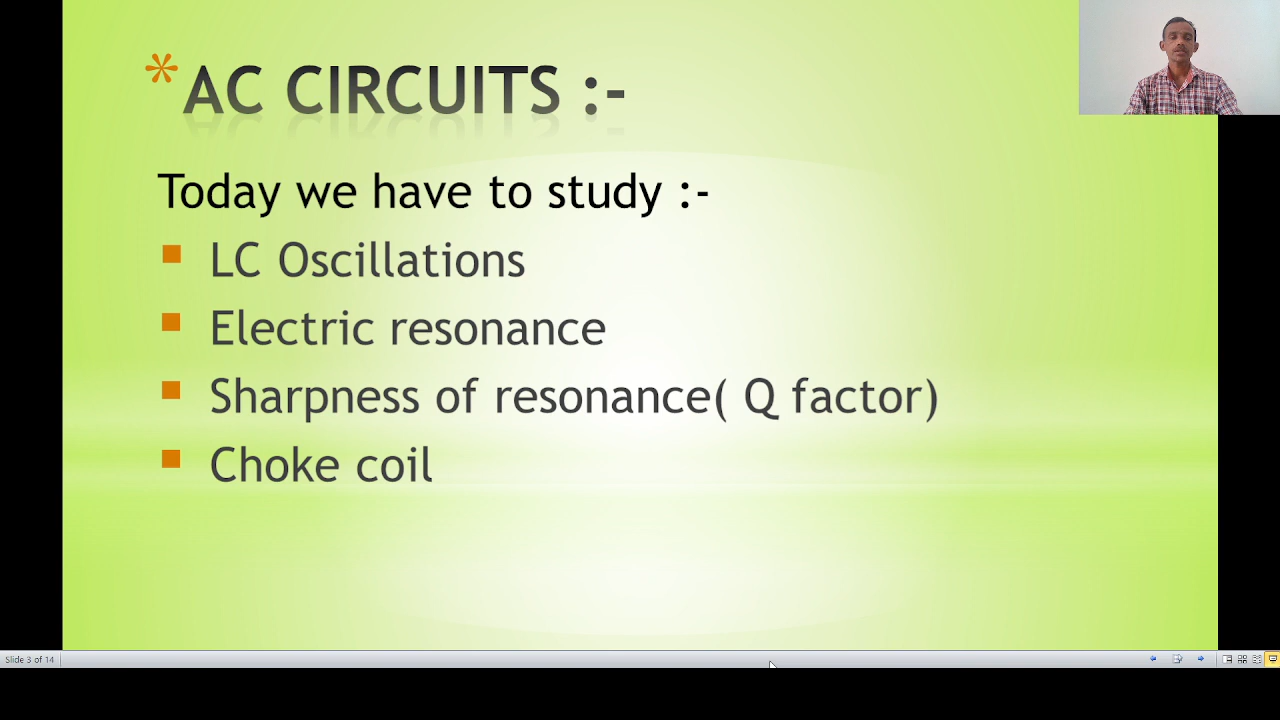 * AC CIRCUITS :-
Today we have to study :-
▪ LC Oscillations
▪ Electric resonance
▪ Sharpness of resonance( Q factor)
▪ Choke coil
Slide 3 of 14